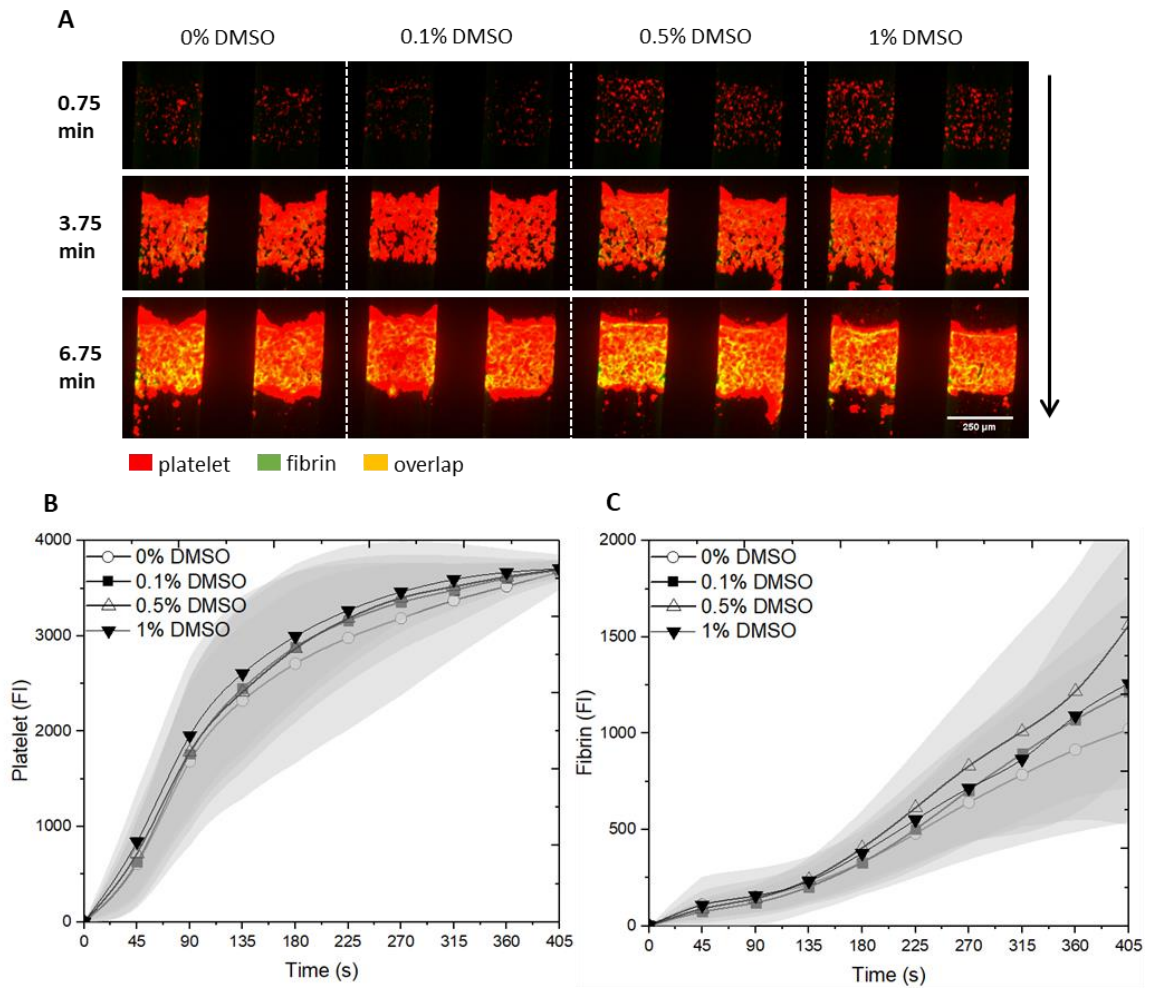 A
0% DMSO 0.1% DMSO 0.5% DMSO 1% DMSO
0.75
min
3.75
min
6.75
min
250 µm
platelet fibrin overlap
B
4000
3000
2000
1000
0
Platelet (FI)
0% DMSO
0.1% DMSO
0.5% DMSO
1% DMSO
0 45 90 135 180 225 270 315 360 405
Time (s)
C
2000
1500
1000
500
0
Fibrin (FI)
0% DMSO
0.1% DMSO
0.5% DMSO
1% DMSO
0 45 90 135 180 225 270 315 360 405
Time (s)